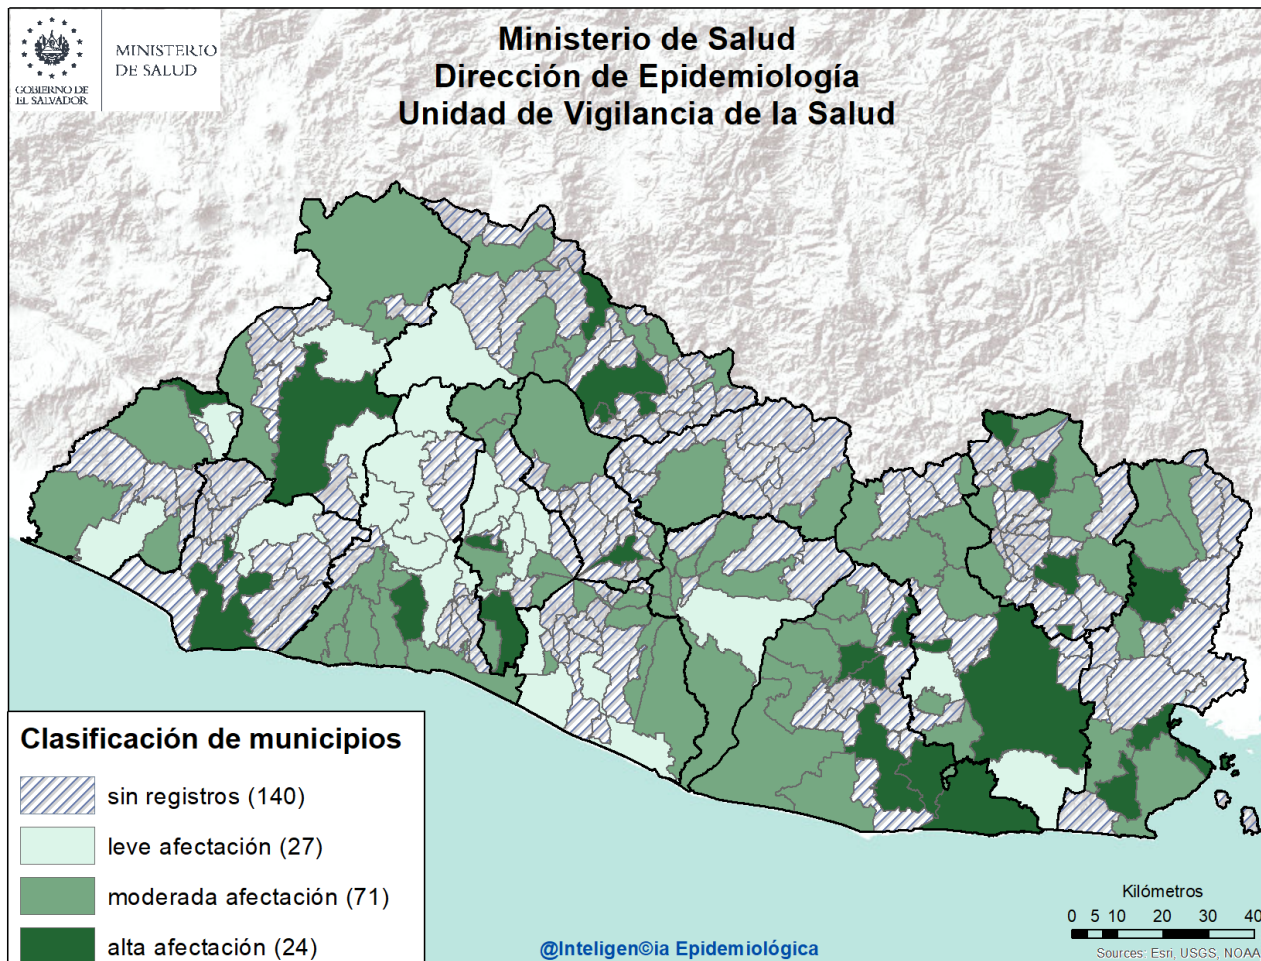 GOBIERNO DE
EL SALVADOR
MINISTERIO
DE SALUD
Ministerio de Salud
Dirección de Epidemiología
Unidad de Vigilancia de la Salud
Clasificación de municipios
sin registros (140)
leve afectación (27)
moderada afectación (71)
alta afectación (24)
Kilómetros
0 5 10 20 30 40
@Inteligen©ia Epidemiológica
Sources: Esri, USGS, NOAA